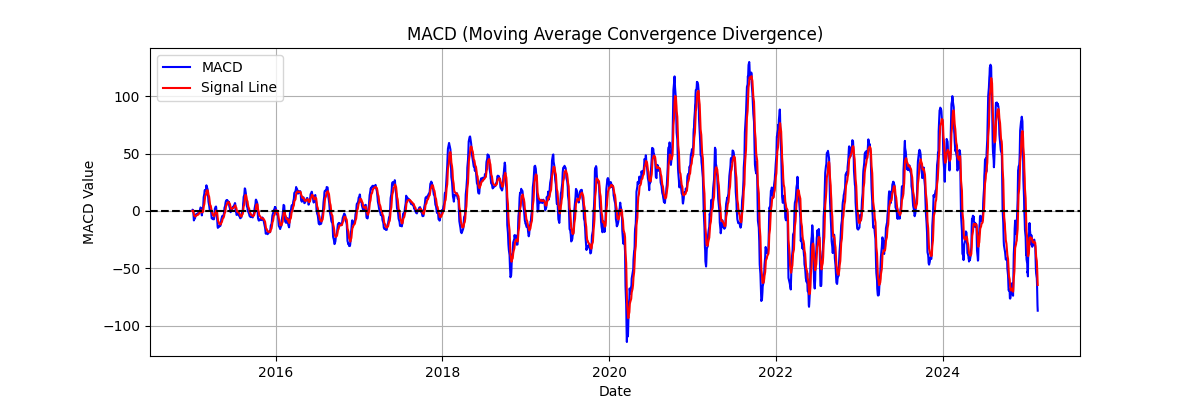 MACD (Moving Average Convergence Divergence)
MACD
Signal Line
MACD Value
100
50
0
−50
−100
2016
2018
2020
2022
2024
Date